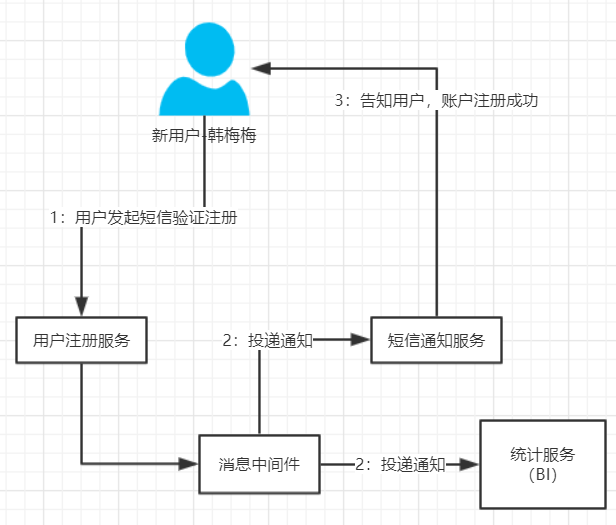 3：告知用户，账户注册成功
新用户-韩梅梅
1：用户发起短信验证注册
用户注册服务
2：投递通知
短信通知服务
消息中间件
2：投递通知
统计服务
（BI）